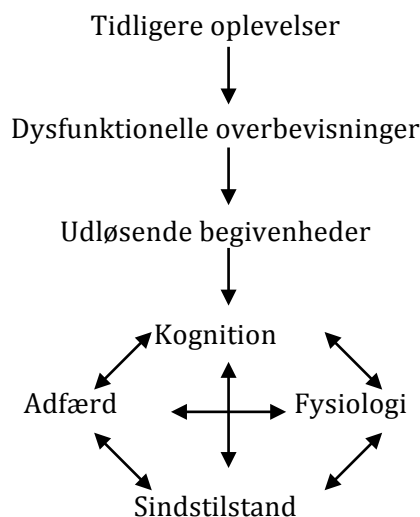 Tidligere oplevelser
Dysfunktionelle overbevisninger
Udløsende begivenheder
Kognition
Adfærd
Fysiologi
Sindstilstand